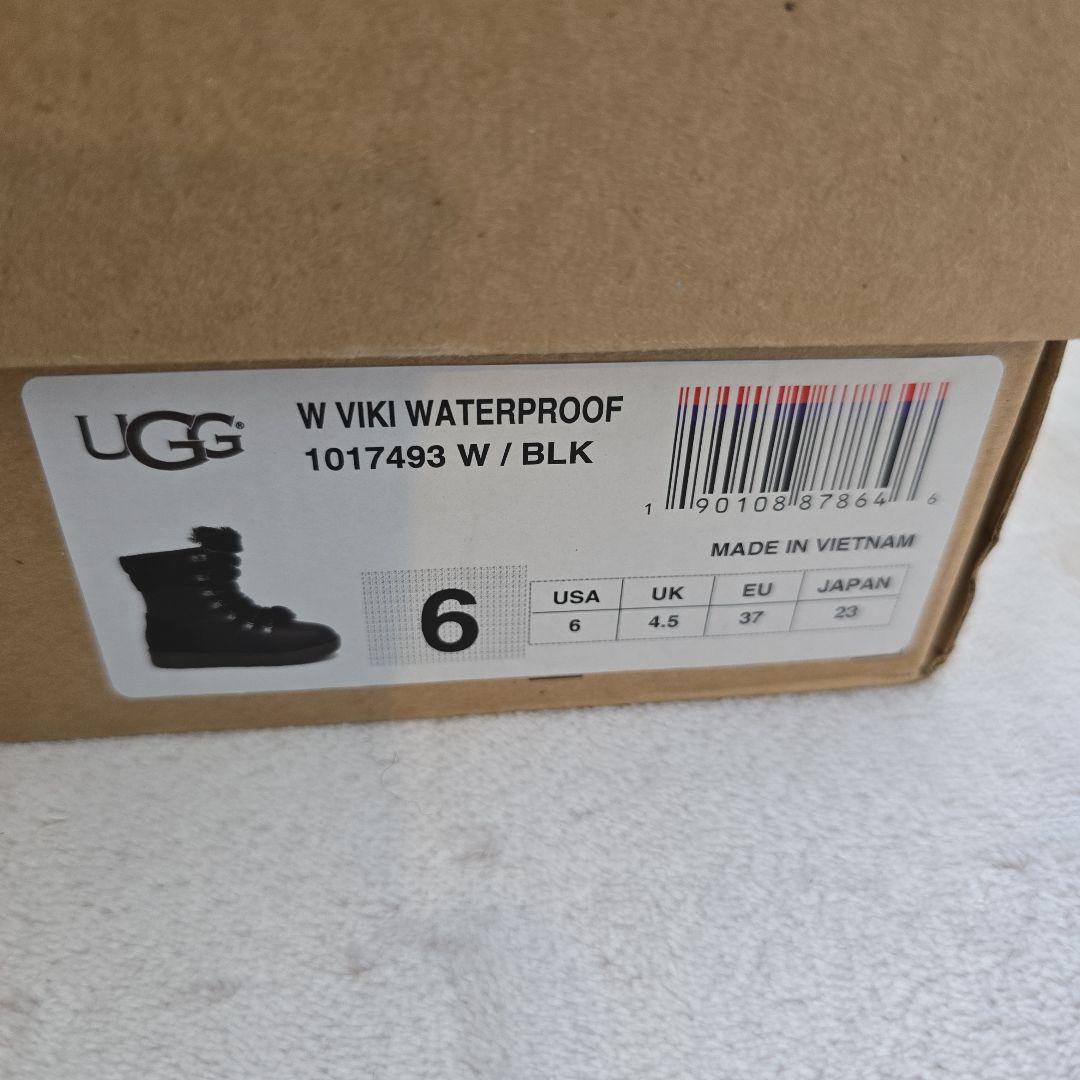 UGG®
W VIKI WATERPROOF
1017493 W / BLK
1 90108 87864 6
MADE IN VIETNAM
6
USA UK EU JAPAN
6 4.5 37 23